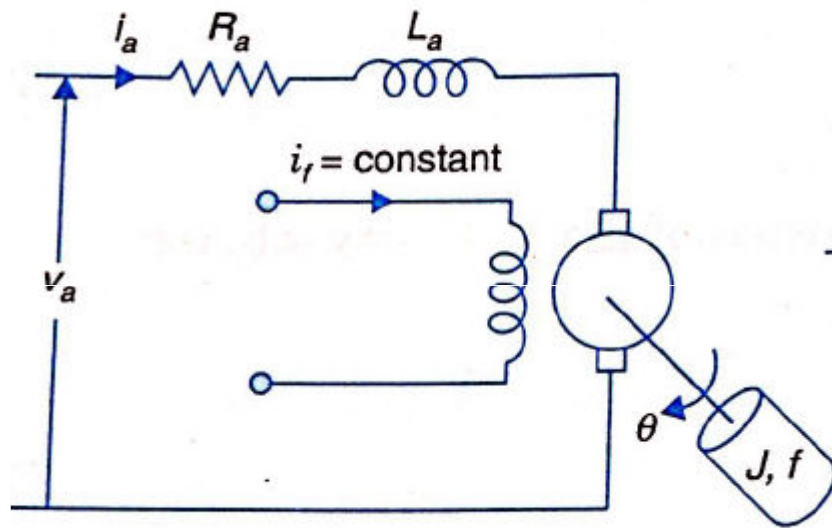 i_a R_a L_a
i_f = constant
v_a
θ
J, f